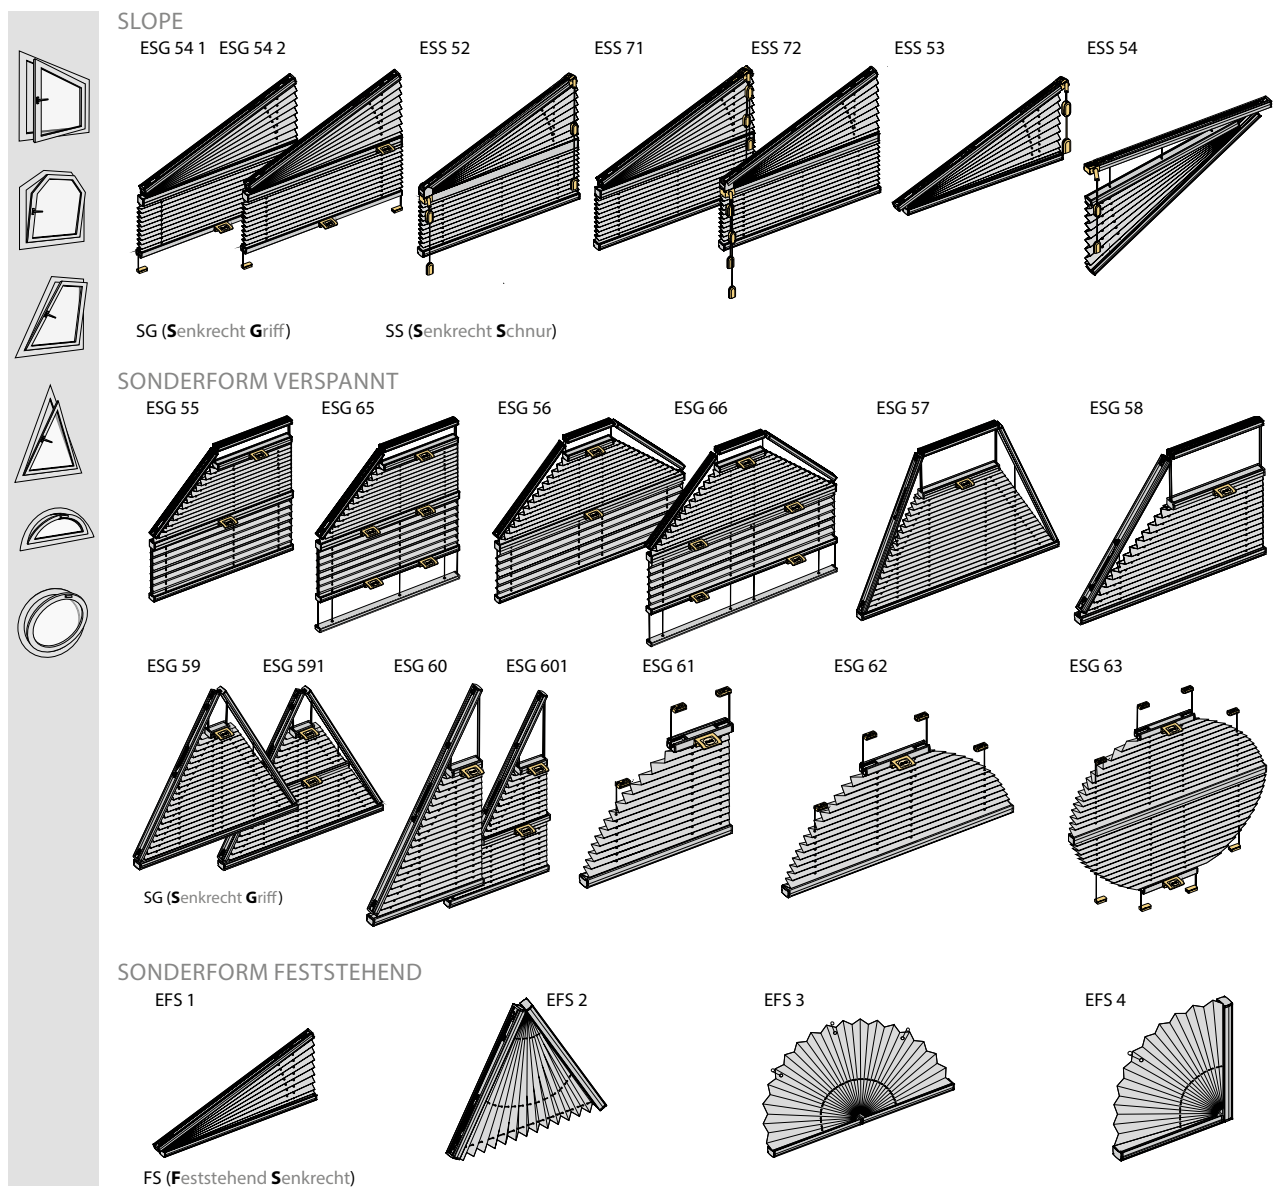 SLOPE
ESG 54 1 ESG 54 2 ESS 52 ESS 71 ESS 72 ESS 53 ESS 54
SG (Senkrecht Griff) SS (Senkrecht Schnur)
SONDERFORM VERSPANNT
ESG 55 ESG 65 ESG 56 ESG 66 ESG 57 ESG 58
ESG 59 ESG 591 ESG 60 ESG 601 ESG 61 ESG 62 ESG 63
SG (Senkrecht Griff)
SONDERFORM FESTSTEHEND
EFS 1 EFS 2 EFS 3 EFS 4
FS (Feststehend Senkrecht)